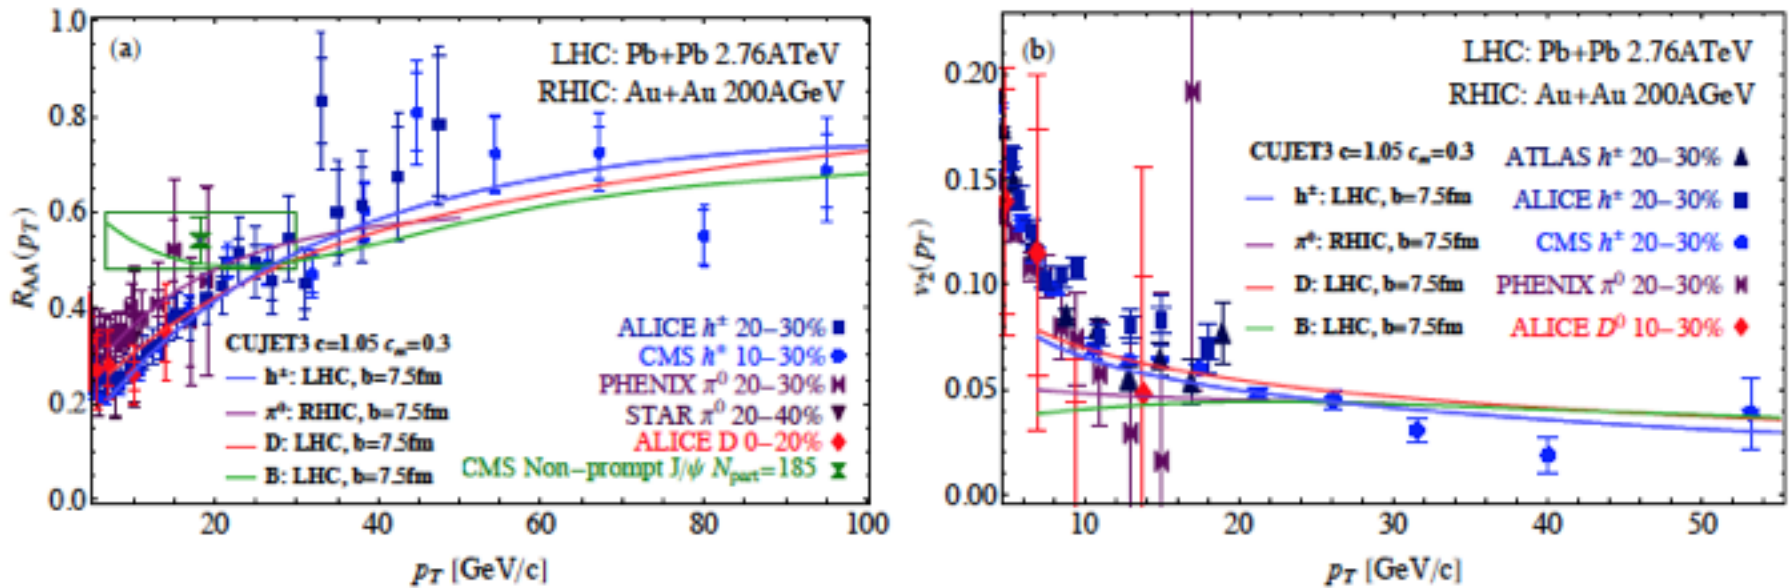 (a)
LHC: Pb+Pb 2.76ATeV
RHIC: Au+Au 200AGeV
R_AA(p_T)
1.0
0.8
0.6
0.4
0.2
0.0
CUJET3 c=1.05 c_m=0.3
h±: LHC, b=7.5fm
π⁰: RHIC, b=7.5fm
D: LHC, b=7.5fm
B: LHC, b=7.5fm
ALICE h± 20–30%
CMS h± 10–30%
PHENIX π⁰ 20–30%
STAR π⁰ 20–40%
ALICE D 0–20%
CMS Non–prompt J/ψ N_part=185
20 40 60 80 100
p_T [GeV/c]
(b)
LHC: Pb+Pb 2.76ATeV
RHIC: Au+Au 200AGeV
v₂(p_T)
0.20
0.15
0.10
0.05
0.00
CUJET3 c=1.05 c_m=0.3
h±: LHC, b=7.5fm
π⁰: RHIC, b=7.5fm
D: LHC, b=7.5fm
B: LHC, b=7.5fm
ATLAS h± 20–30%
ALICE h± 20–30%
CMS h± 20–30%
PHENIX π⁰ 20–30%
ALICE D⁰ 10–30%
10 20 30 40 50
p_T [GeV/c]